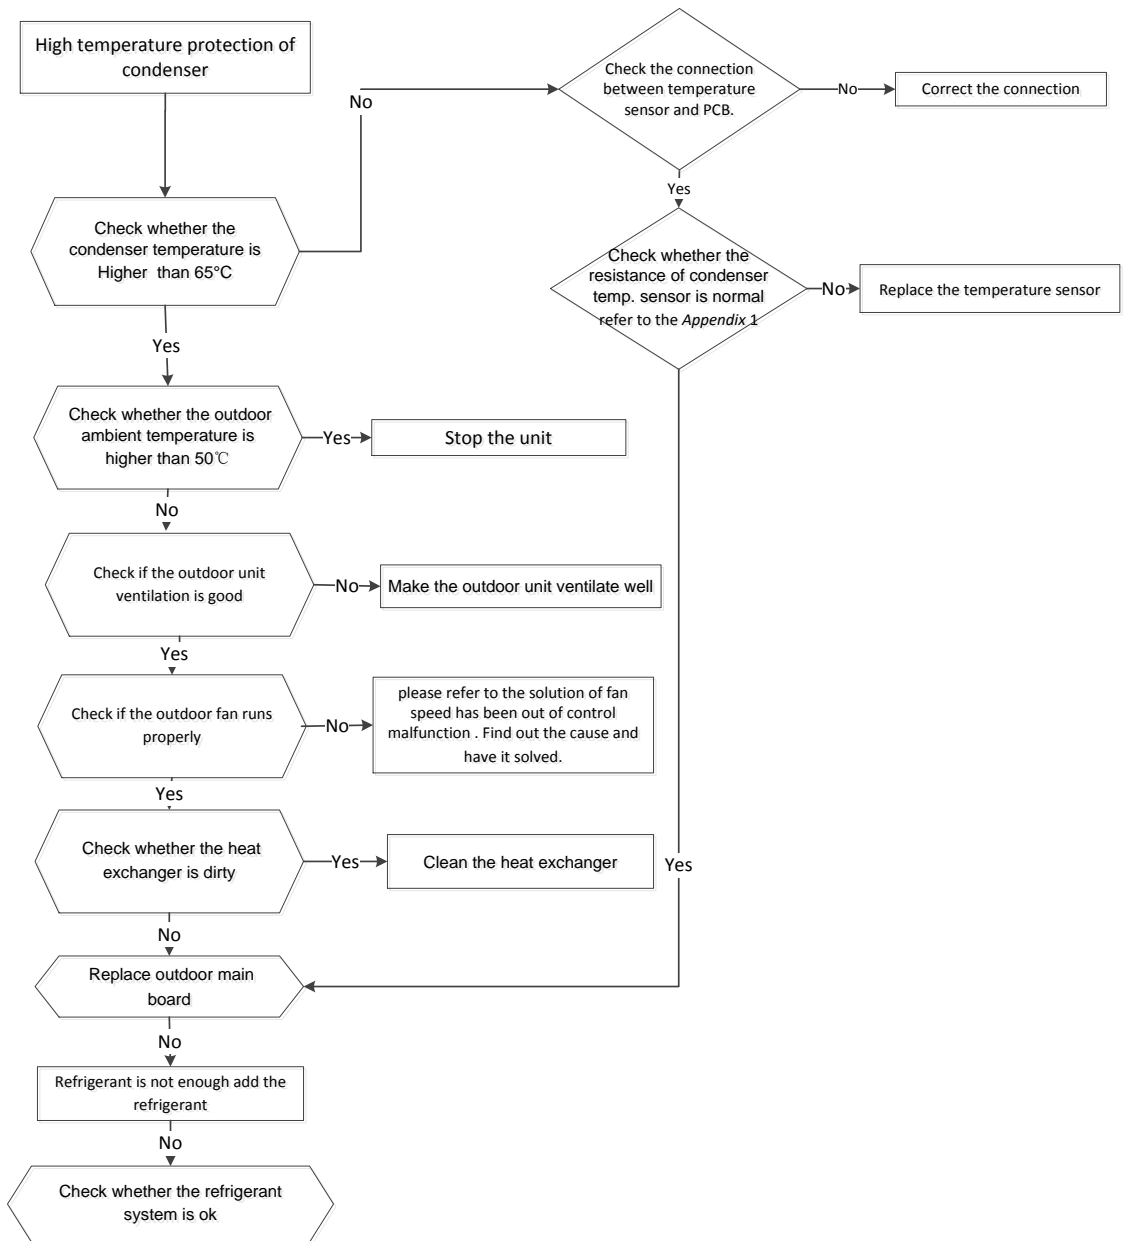 High temperature protection of
condenser
No
Check the connection
between temperature
sensor and PCB.
No
Correct the connection
Yes
Check whether the
condenser temperature is
Higher than 65°C
Check whether the
resistance of condenser
temp. sensor is normal
refer to the Appendix 1
No
Replace the temperature sensor
Yes
Check whether the outdoor
ambient temperature is
higher than 50℃
Yes
Stop the unit
No
Check if the outdoor unit
ventilation is good
No
Make the outdoor unit ventilate well
Yes
Check if the outdoor fan runs
properly
No
please refer to the solution of fan
speed has been out of control
malfunction . Find out the cause and
have it solved.
Yes
Check whether the heat
exchanger is dirty
Yes
Clean the heat exchanger
Yes
No
Replace outdoor main
board
No
Refrigerant is not enough add the
refrigerant
No
Check whether the refrigerant
system is ok